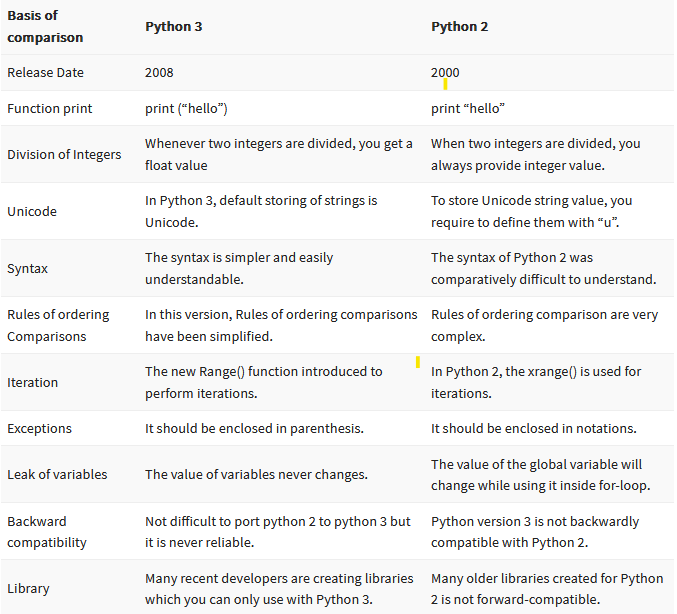 Basis of
comparison
Python 3
Python 2
Release Date
2008
2000
Function print
print (“hello”)
print “hello”
Division of Integers
Whenever two integers are divided, you get a
float value
When two integers are divided, you
always provide integer value.
Unicode
In Python 3, default storing of strings is
Unicode.
To store Unicode string value, you
require to define them with “u”.
Syntax
The syntax is simpler and easily
understandable.
The syntax of Python 2 was
comparatively difficult to understand.
Rules of ordering
Comparisons
In this version, Rules of ordering comparisons
have been simplified.
Rules of ordering comparison are very
complex.
Iteration
The new Range() function introduced to
perform iterations.
In Python 2, the xrange() is used for
iterations.
Exceptions
It should be enclosed in parenthesis.
It should be enclosed in notations.
Leak of variables
The value of variables never changes.
The value of the global variable will
change while using it inside for-loop.
Backward
compatibility
Not difficult to port python 2 to python 3 but
it is never reliable.
Python version 3 is not backwardly
compatible with Python 2.
Library
Many recent developers are creating libraries
which you can only use with Python 3.
Many older libraries created for Python
2 is not forward-compatible.